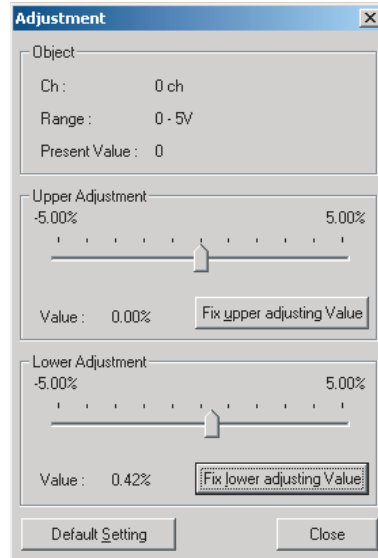 Adjustment
Object
Ch : 0 ch
Range : 0 - 5V
Present Value : 0
Upper Adjustment
-5.00% 5.00%
Value : 0.00% Fix upper adjusting Value
Lower Adjustment
-5.00% 5.00%
Value : 0.42% Fix lower adjusting Value
Default Setting Close